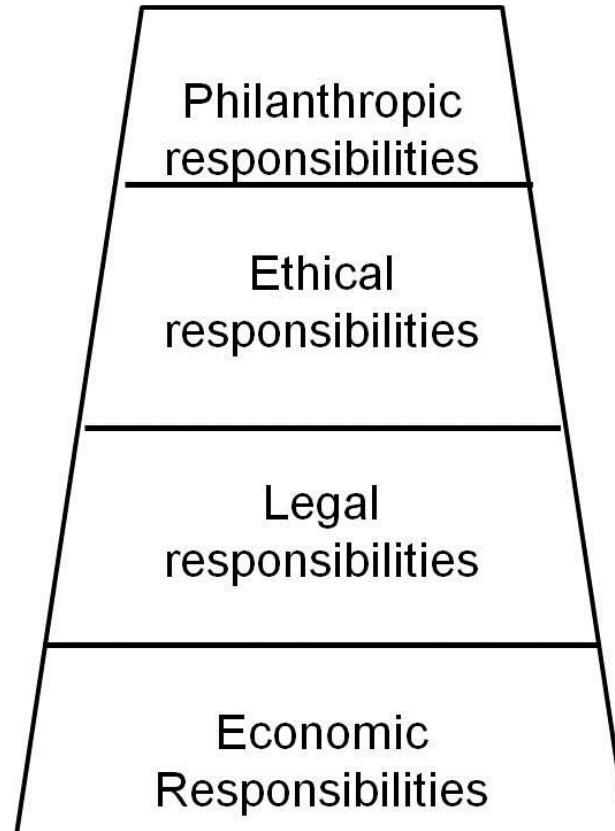 Philanthropic
responsibilities
Ethical
responsibilities
Legal
responsibilities
Economic
Responsibilities